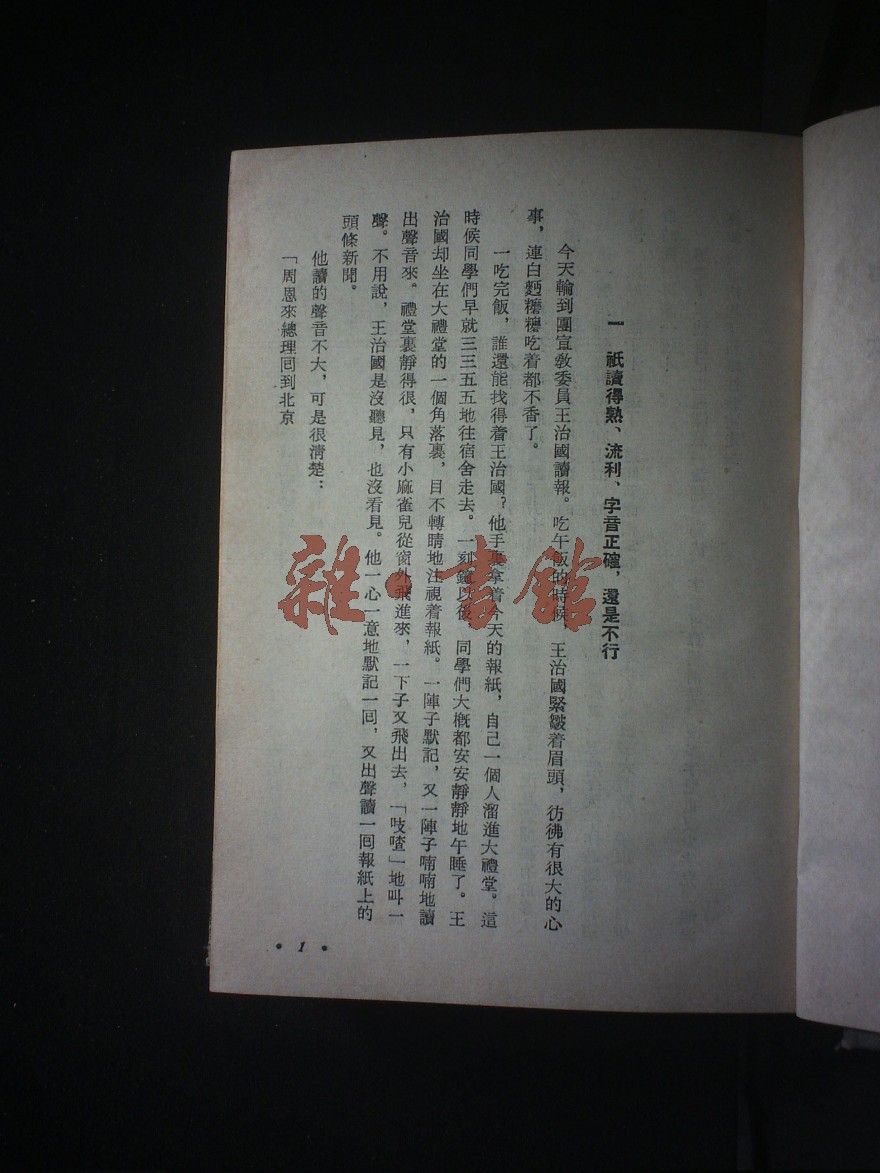 一　祇讀得熟、流利、字音正確，還是不行
今天輪到團宣教委員王治國讀報。吃午飯的時候，王治國緊皺着眉頭，彷彿有很大的心
事，連白麵饝饝吃着都不香了。
一吃完飯，誰還能找得着王治國？他手裏拿着今天的報紙，自己一個人溜進大禮堂。這
時候同學們早就三三五五地往宿舍走去。一刻鐘以後，同學們大概都安安靜靜地午睡了。王
治國却坐在大禮堂的一個角落裏，目不轉睛地注視着報紙。一陣子默記，又一陣子喃喃地讀
出聲音來。禮堂裏靜得很，只有小麻雀兒從窗外飛進來，一下子又飛出去，「吱喳」地叫一
聲。不用說，王治國是沒聽見，也沒看見。他一心一意地默記一囘，又出聲讀一囘報紙上的
頭條新聞。
他讀的聲音不大，可是很清楚：
「周恩來總理囘到北京
• 1 •
雜·書館